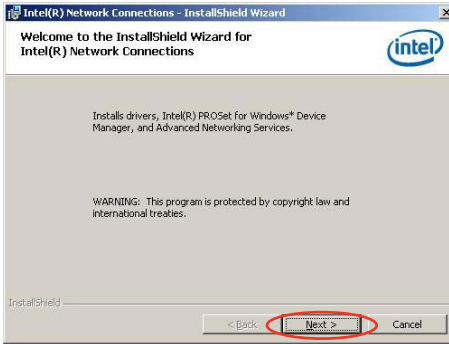 Intel(R) Network Connections - InstallShield Wizard
Welcome to the InstallShield Wizard for
Intel(R) Network Connections
intel
Installs drivers, Intel(R) PROSet for Windows* Device
Manager, and Advanced Networking Services.
WARNING: This program is protected by copyright law and
international treaties.
InstallShield
< Back
Next >
Cancel